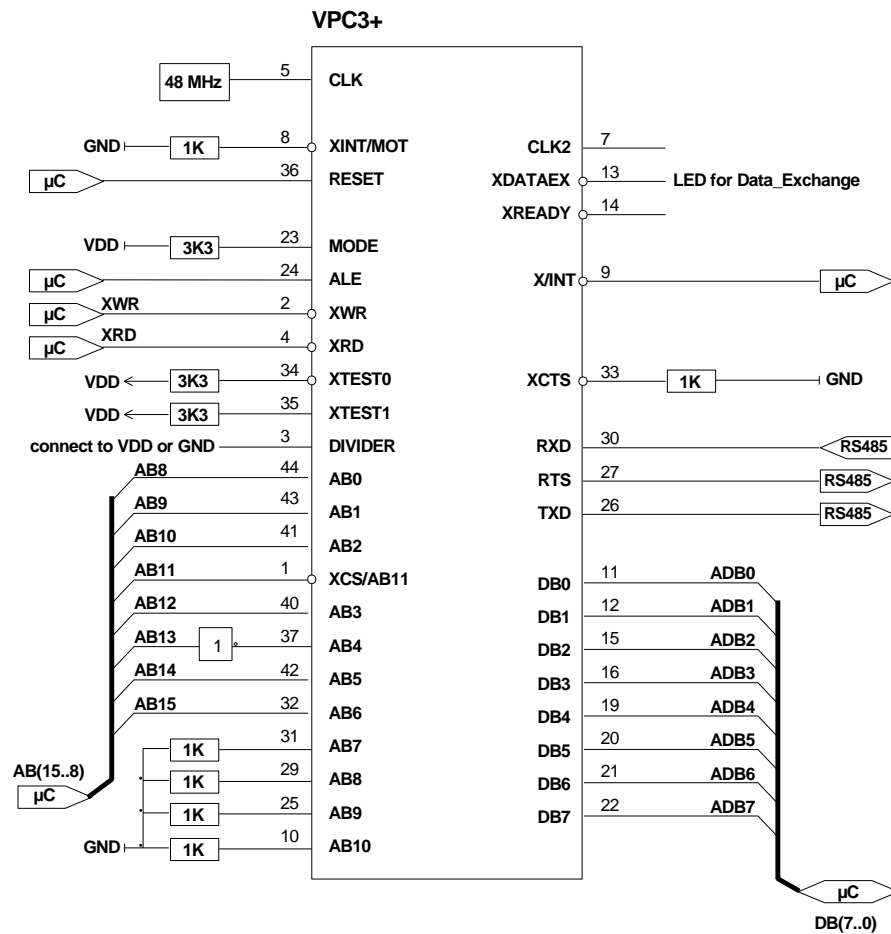 VPC3+
48 MHz 5 CLK
GND 1K 8 XINT/MOT
µC 36 RESET
VDD 3K3 23 MODE
µC 24 ALE
µC XWR 2 XWR
µC XRD 4 XRD
VDD 3K3 34 XTEST0
VDD 3K3 35 XTEST1
connect to VDD or GND 3 DIVIDER
AB8 44 AB0
AB9 43 AB1
AB10 41 AB2
AB11 1 XCS/AB11
AB12 40 AB3
AB13 1 37 AB4
AB14 42 AB5
AB15 32 AB6
1K 31 AB7
AB(15..8)
µC
1K 29 AB8
1K 25 AB9
GND 1K 10 AB10
CLK2 7
XDATAEX 13 LED for Data_Exchange
XREADY 14
X/INT 9 µC
XCTS 33 1K GND
RXD 30 RS485
RTS 27 RS485
TXD 26 RS485
DB0 11 ADB0
DB1 12 ADB1
DB2 15 ADB2
DB3 16 ADB3
DB4 19 ADB4
DB5 20 ADB5
DB6 21 ADB6
DB7 22 ADB7
µC
DB(7..0)